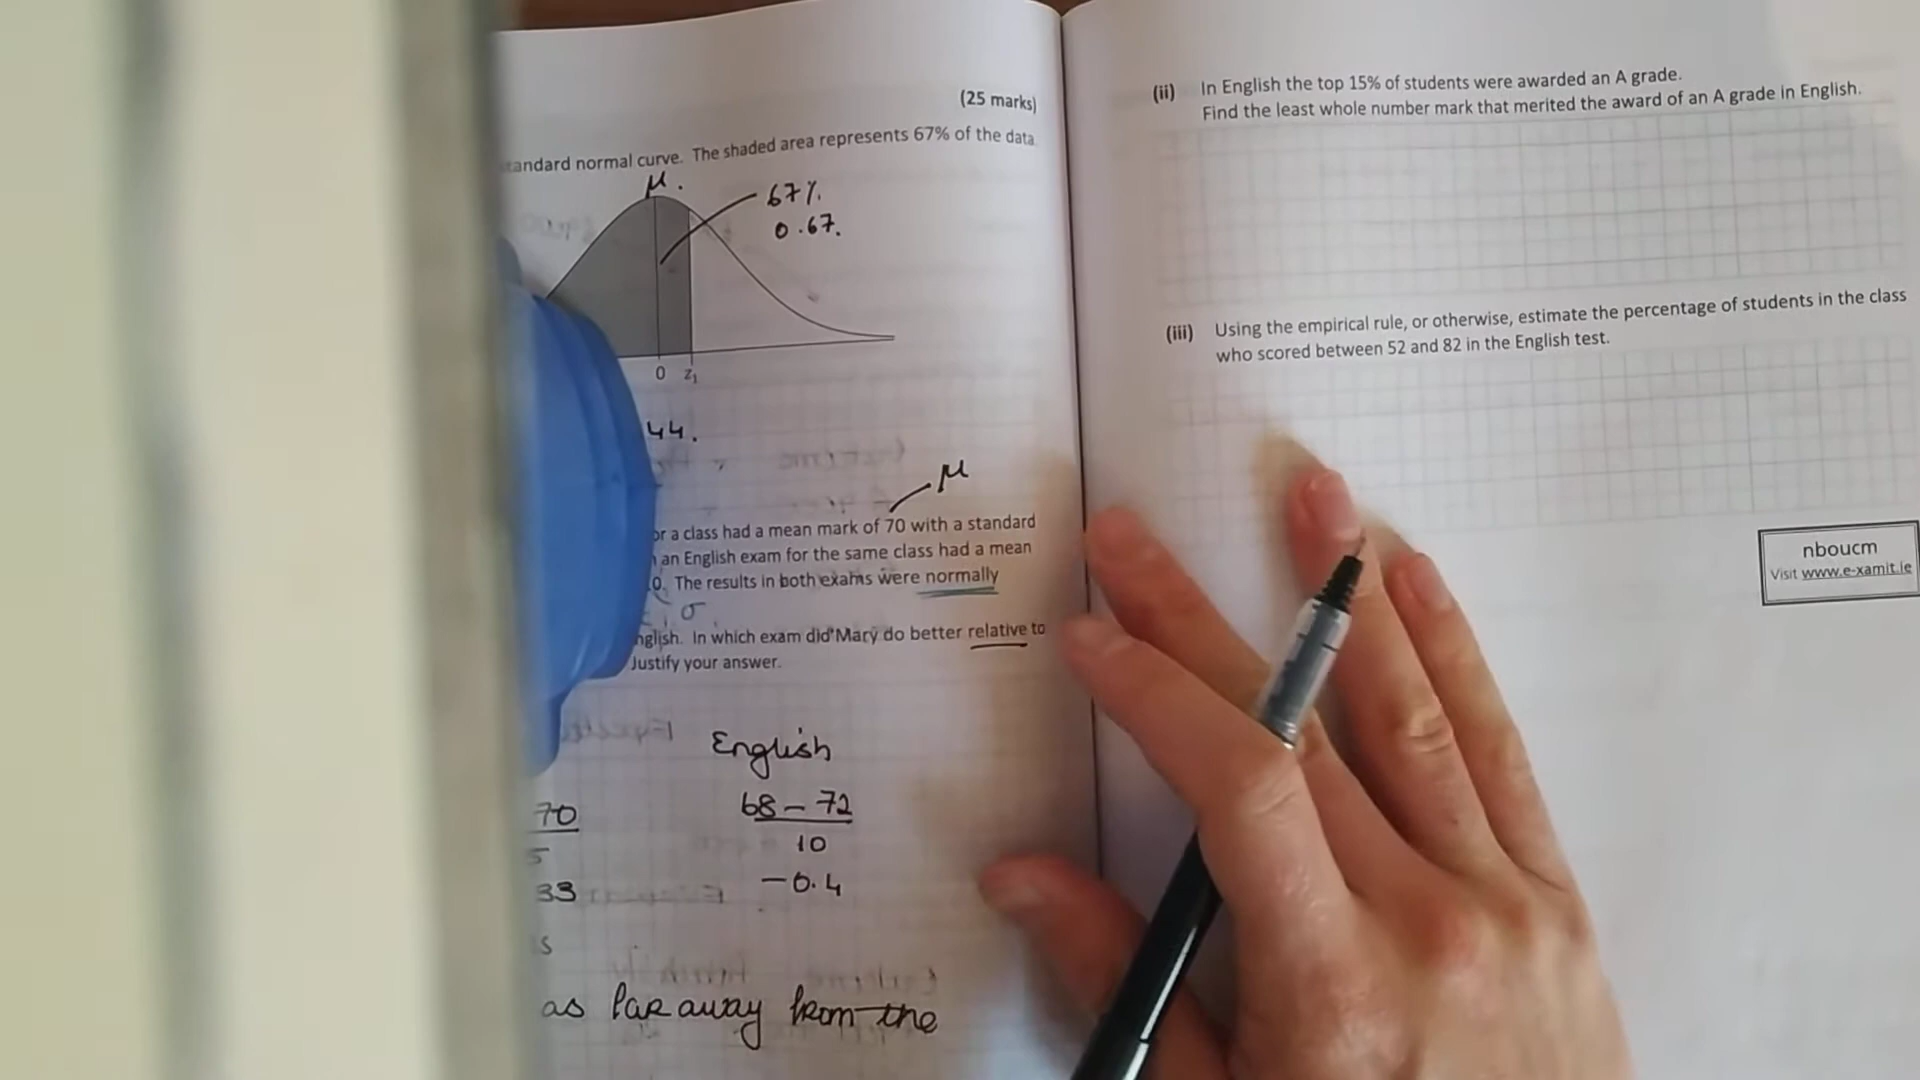 (25 marks)
standard normal curve. The shaded area represents 67% of the data
μ.
67%.
0.67.
0 z1
44.
μ
or a class had a mean mark of 70 with a standard
an English exam for the same class had a mean
0. The results in both exams were normally
σ
nglish. In which exam did Mary do better relative to
Justify your answer.
English
70
5
33
68 - 72
10
-0.4
s
as far away from the
(ii) In English the top 15% of students were awarded an A grade.
Find the least whole number mark that merited the award of an A grade in English.
(iii) Using the empirical rule, or otherwise, estimate the percentage of students in the class
who scored between 52 and 82 in the English test.
nboucm
Visit www.e-xamit.ie